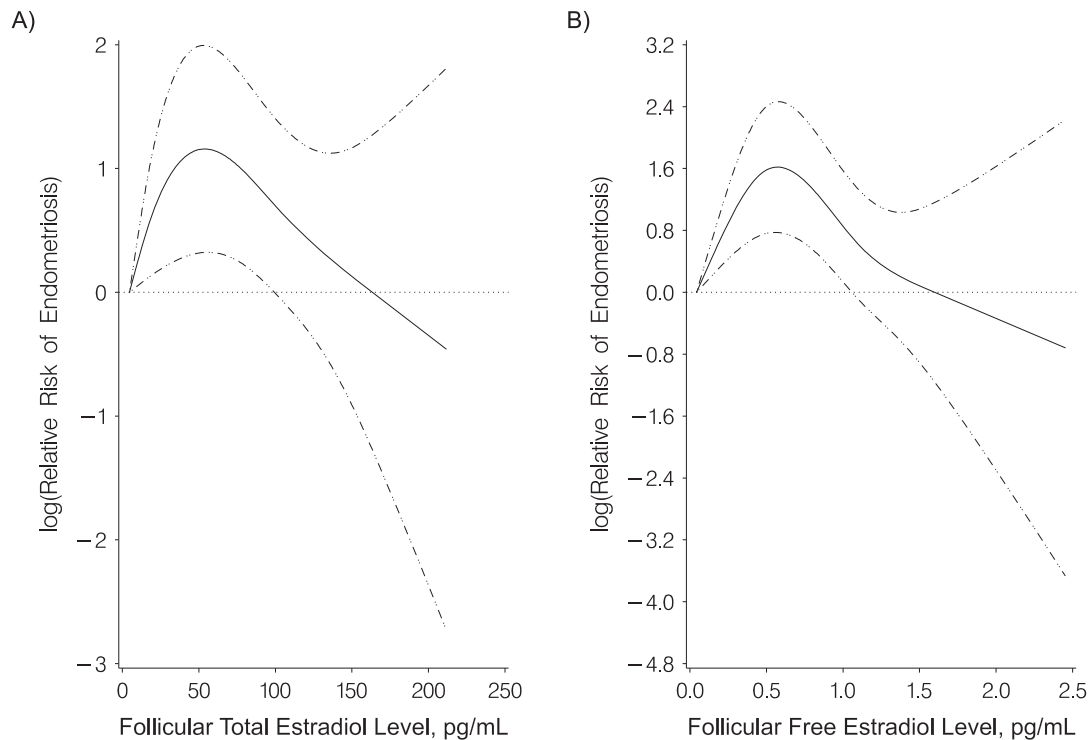 A)
2
1
0
−1
−2
−3
log(Relative Risk of Endometriosis)
0 50 100 150 200 250
Follicular Total Estradiol Level, pg/mL
B)
3.2
2.4
1.6
0.8
0.0
−0.8
−1.6
−2.4
−3.2
−4.0
−4.8
log(Relative Risk of Endometriosis)
0.0 0.5 1.0 1.5 2.0 2.5
Follicular Free Estradiol Level, pg/mL